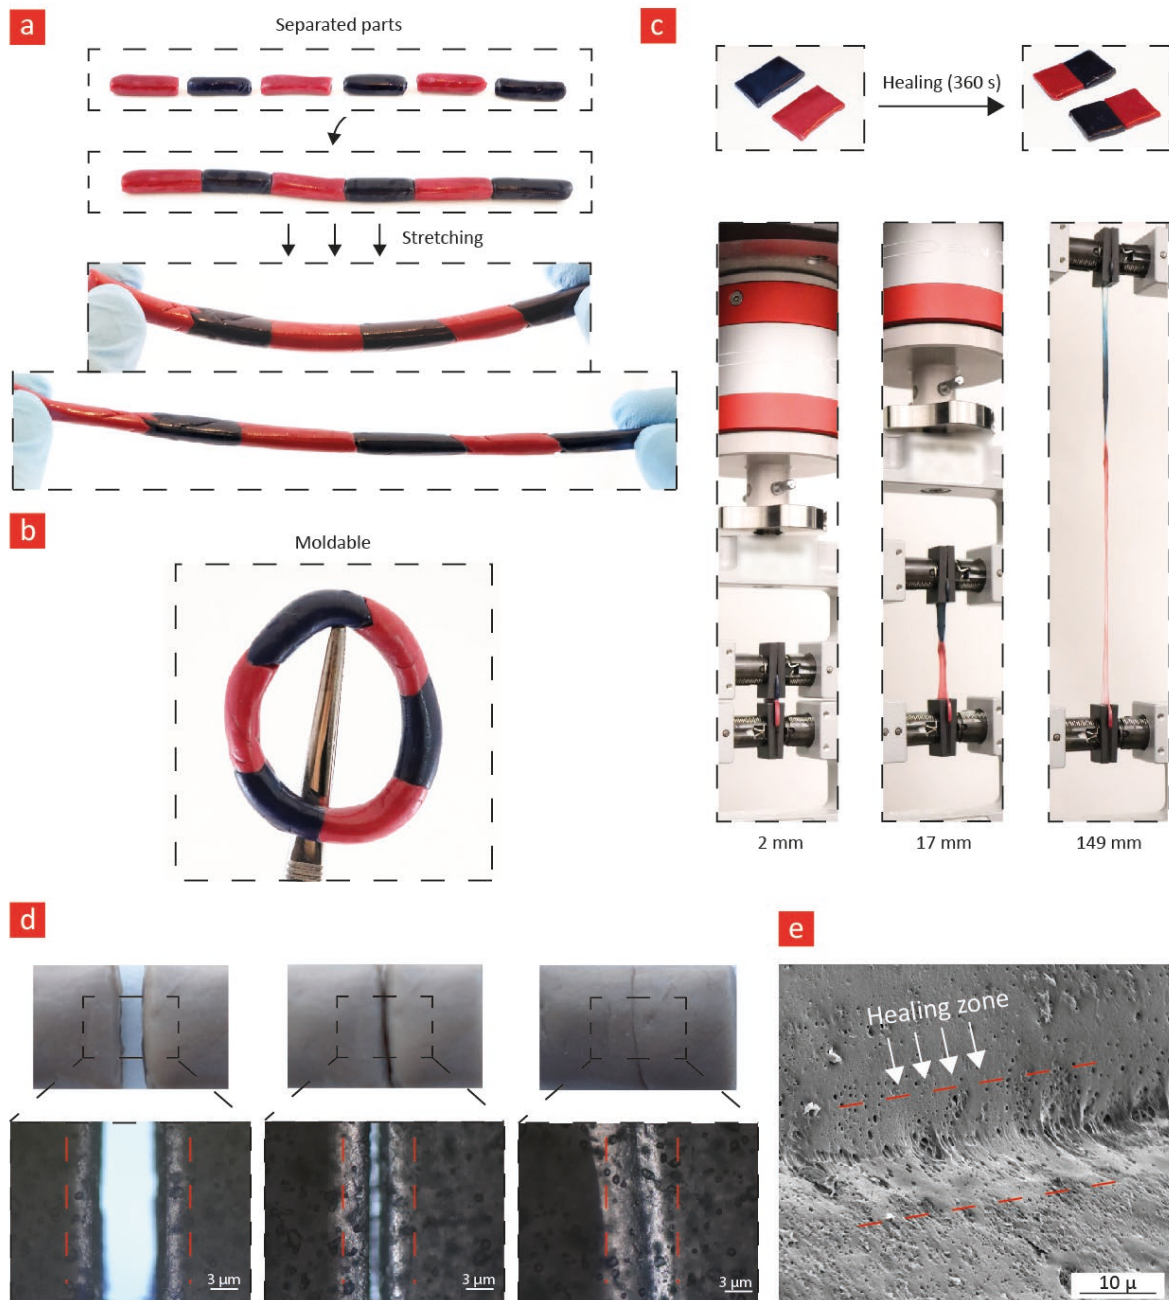 a
Separated parts
Stretching
b
Moldable
c
Healing (360 s)
2 mm
17 mm
149 mm
d
3 µm
3 µm
3 µm
e
Healing zone
10 µ